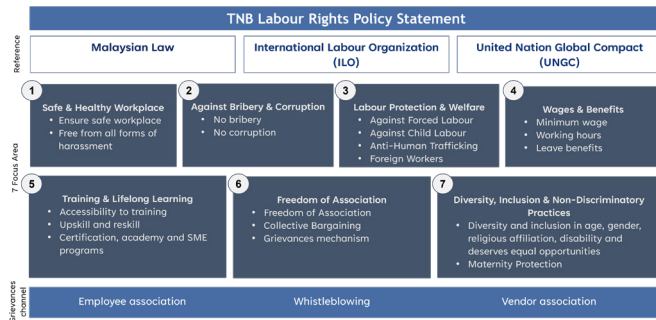 TNB Labour Rights Policy Statement
Reference
Malaysian Law
International Labour Organization
(ILO)
United Nation Global Compact
(UNGC)
7 Focus Area
1
Safe & Healthy Workplace
• Ensure safe workplace
• Free from all forms of
harassment
2
Against Bribery & Corruption
• No bribery
• No corruption
3
Labour Protection & Welfare
• Against Forced Labour
• Against Child Labour
• Anti-Human Trafficking
• Foreign Workers
4
Wages & Benefits
• Minimum wage
• Working hours
• Leave benefits
5
Training & Lifelong Learning
• Accessibility to training
• Upskill and reskill
• Certification, academy and SME
programs
6
Freedom of Association
• Freedom of Association
• Collective Bargaining
• Grievances mechanism
7
Diversity, Inclusion & Non-Discriminatory
Practices
• Diversity and inclusion in age, gender,
religious affiliation, disability and
deserves equal opportunities
• Maternity Protection
Grievances
channel
Employee association
Whistleblowing
Vendor association